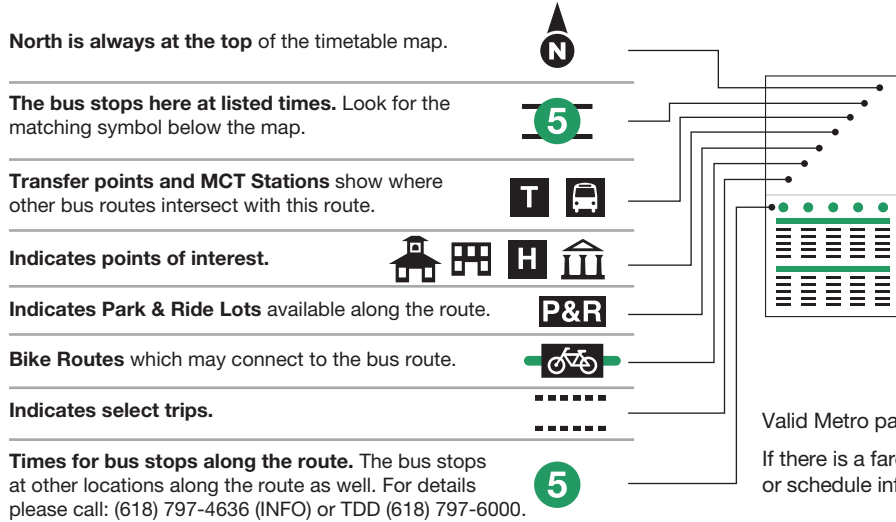 North is always at the top of the timetable map.
N
The bus stops here at listed times. Look for the
matching symbol below the map.
5
Transfer points and MCT Stations show where
other bus routes intersect with this route.
T
Indicates points of interest.
H
Indicates Park & Ride Lots available along the route.
P&R
Bike Routes which may connect to the bus route.
Indicates select trips.
Times for bus stops along the route. The bus stops
at other locations along the route as well. For details
please call: (618) 797-4636 (INFO) or TDD (618) 797-6000.
5
Valid Metro pa
If there is a far
or schedule inf